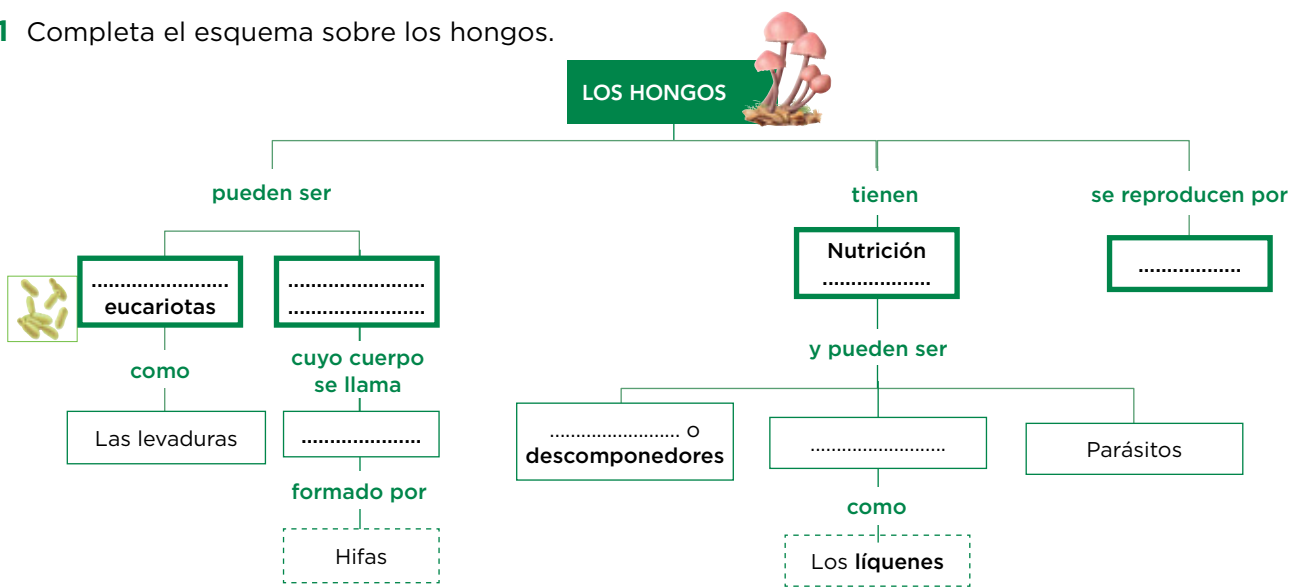 1 Completa el esquema sobre los hongos.
LOS HONGOS
pueden ser
tienen
se reproducen por
........................
eucariotas
........................
........................
Nutrición
...................
..................
como
cuyo cuerpo
se llama
y pueden ser
Las levaduras
.....................
......................... o
descomponedores
..........................
Parásitos
formado por
como
Hifas
Los líquenes